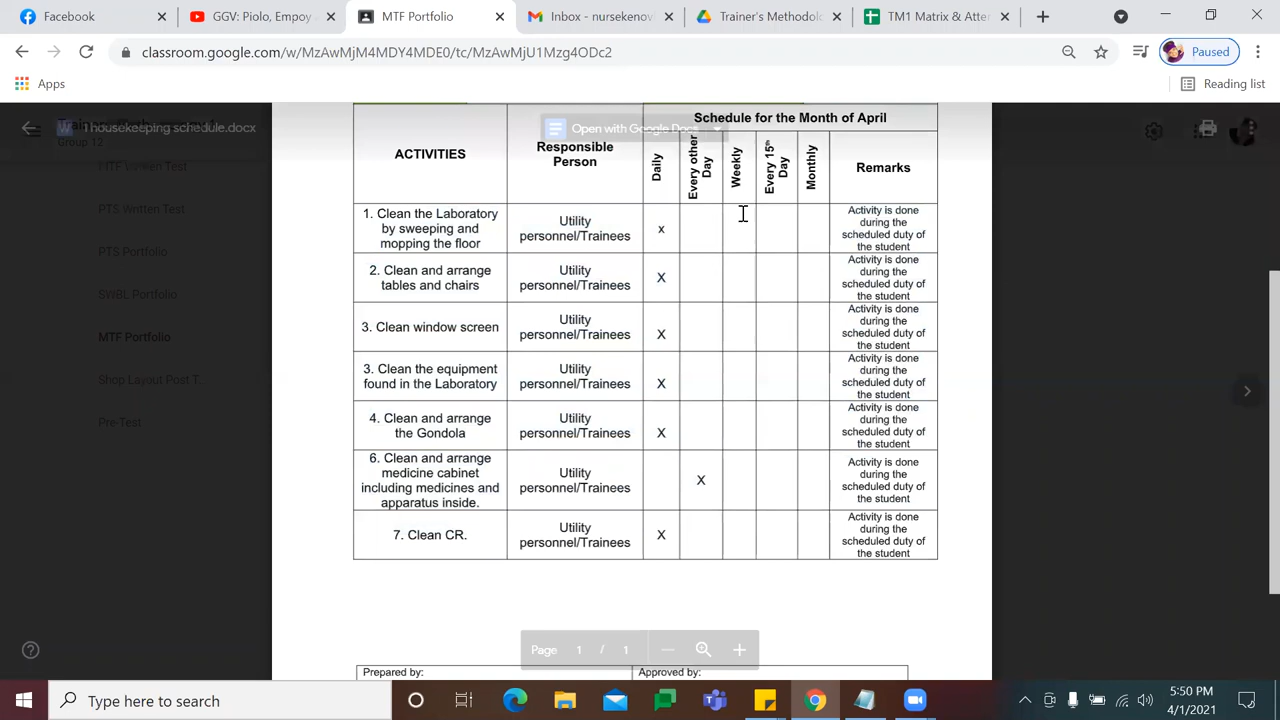 Facebook
GGV: Piolo, Empoy
MTF Portfolio
Inbox - nursekenov
Trainer's Methodolo
TM1 Matrix & Atter
classroom.google.com/w/MzAwMjM4MDY4MDE0/tc/MzAwMjU1Mzg4ODc2
Paused
Apps
Reading list
housekeeping schedule.docx
Group 12
Open with Google Docs
MTF Written Test
PTS Written Test
PTS Portfolio
SWBL Portfolio
MTF Portfolio
Shop Layout Post T...
Pre Test
ACTIVITIES
Responsible
Person
Schedule for the Month of April
Daily
Every other
Day
Weekly
Every 15th
Day
Monthly
Remarks
1. Clean the Laboratory
by sweeping and
mopping the floor
Utility
personnel/Trainees
x
Activity is done
during the
scheduled duty of
the student
2. Clean and arrange
tables and chairs
Utility
personnel/Trainees
X
Activity is done
during the
scheduled duty of
the student
3. Clean window screen
Utility
personnel/Trainees
X
Activity is done
during the
scheduled duty of
the student
3. Clean the equipment
found in the Laboratory
Utility
personnel/Trainees
X
Activity is done
during the
scheduled duty of
the student
4. Clean and arrange
the Gondola
Utility
personnel/Trainees
X
Activity is done
during the
scheduled duty of
the student
6. Clean and arrange
medicine cabinet
including medicines and
apparatus inside.
Utility
personnel/Trainees
X
Activity is done
during the
scheduled duty of
the student
7. Clean CR.
Utility
personnel/Trainees
X
Activity is done
during the
scheduled duty of
the student
Page 1 / 1
Prepared by:
Approved by:
Type here to search
5:50 PM
4/1/2021